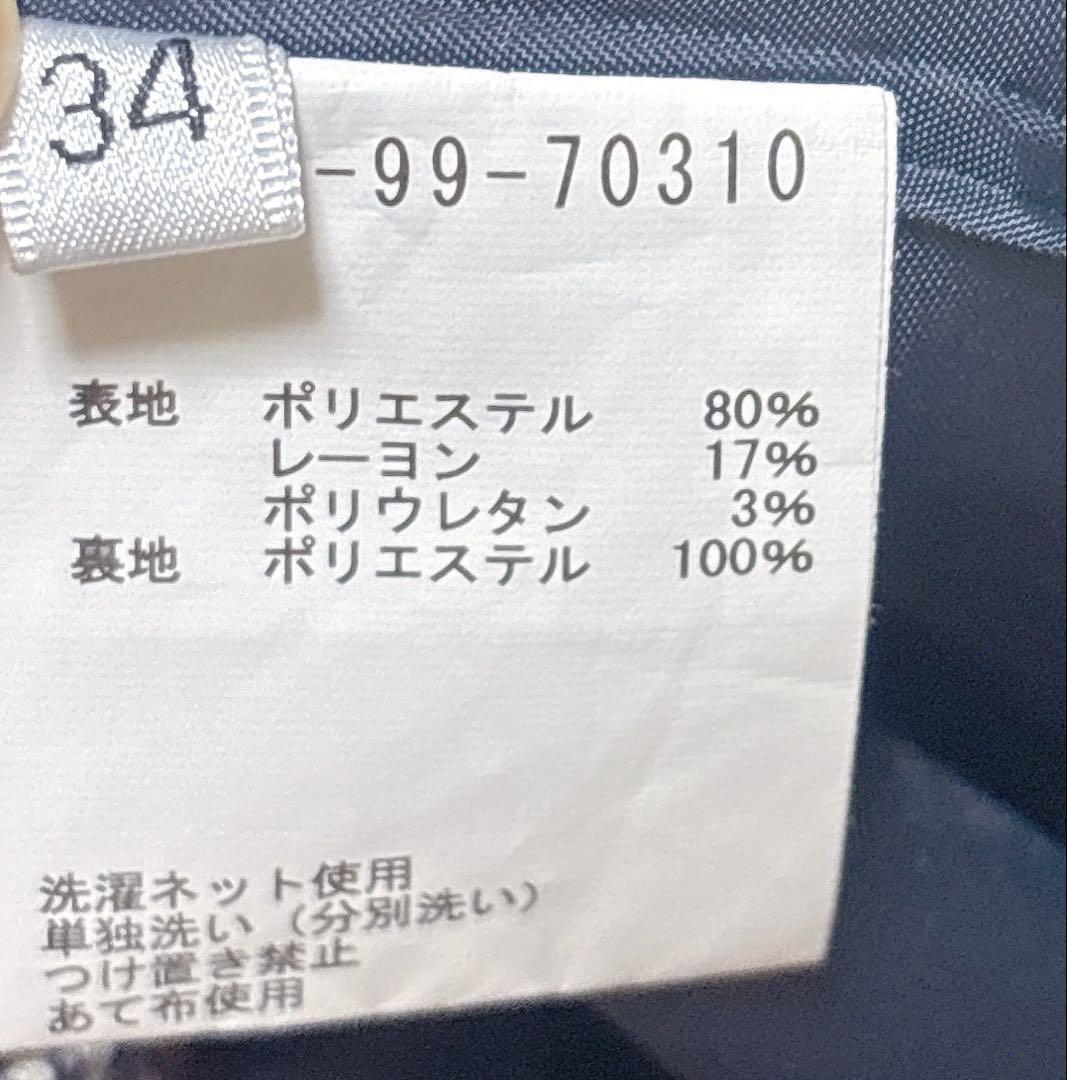 34
-99-70310
表地 ポリエステル 80%
レーヨン 17%
ポリウレタン 3%
裏地 ポリエステル 100%
洗濯ネット使用
単独洗い（分別洗い）
つけ置き禁止
あて布使用